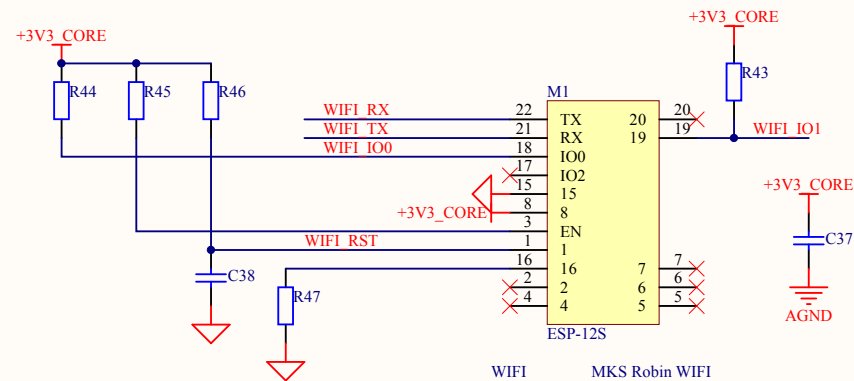 +3V3_CORE
+3V3_CORE
R44
R45
R46
R43
M1
WIFI_RX
22
TX
20
20
WIFI_TX
21
RX
19
19
WIFI_IO1
WIFI_IO0
18
IO0
17
IO2
15
15
+3V3_CORE
+3V3_CORE
8
8
3
EN
C37
WIFI_RST
1
1
16
16
7
7
C38
2
2
6
6
R47
4
4
5
5
AGND
ESP-12S
WIFI
MKS Robin WIFI